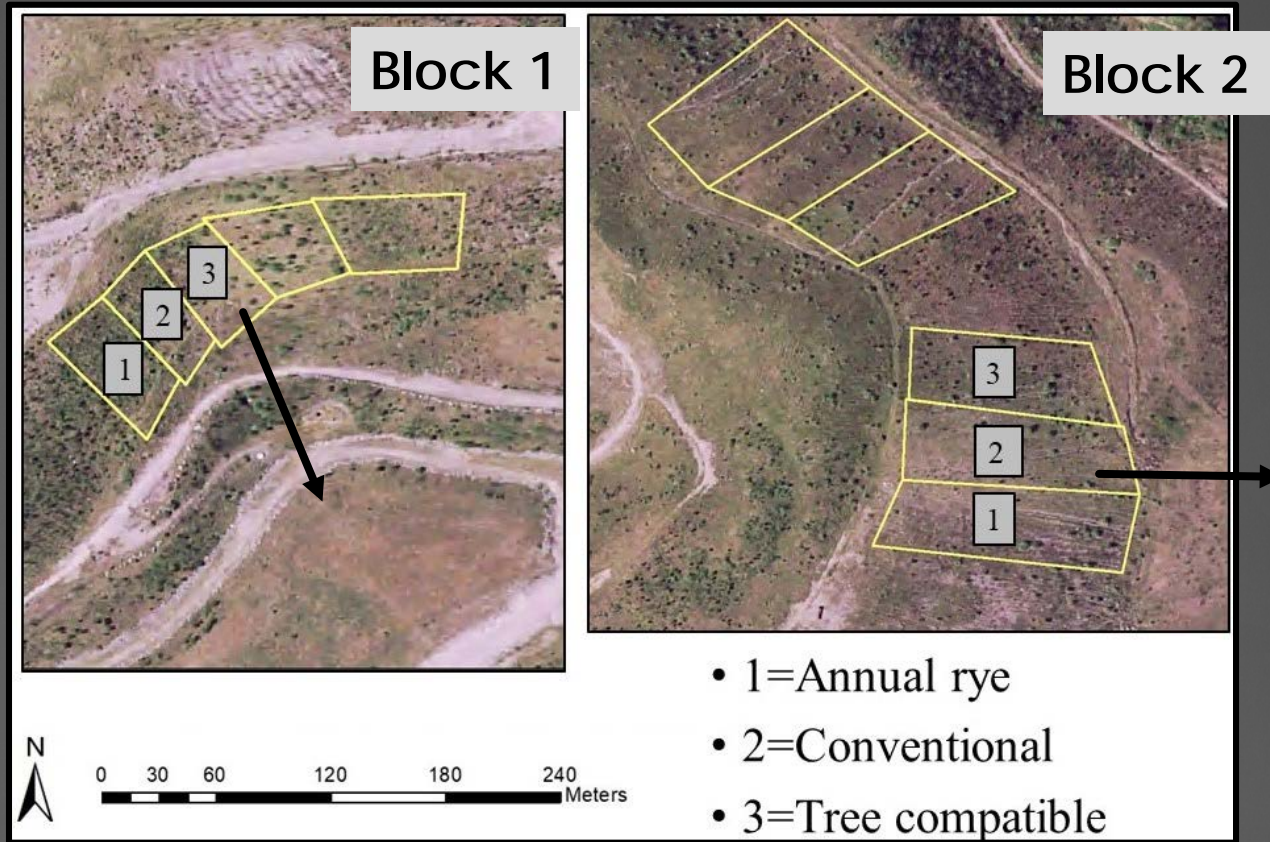 Block 1
Block 2
3
2
1
3
2
1
• 1=Annual rye
• 2=Conventional
• 3=Tree compatible
N
0 30 60 120 180 240
Meters